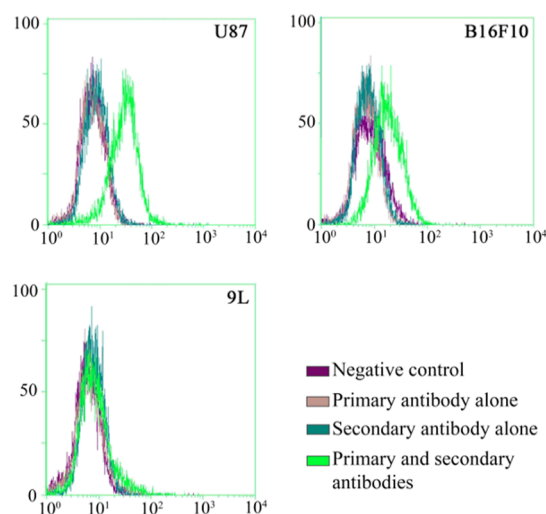 U87
100
50
0
10⁰ 10¹ 10² 10³ 10⁴
B16F10
100
50
0
10⁰ 10¹ 10² 10³ 10⁴
9L
100
50
0
10⁰ 10¹ 10² 10³ 10⁴
Negative control
Primary antibody alone
Secondary antibody alone
Primary and secondary
antibodies